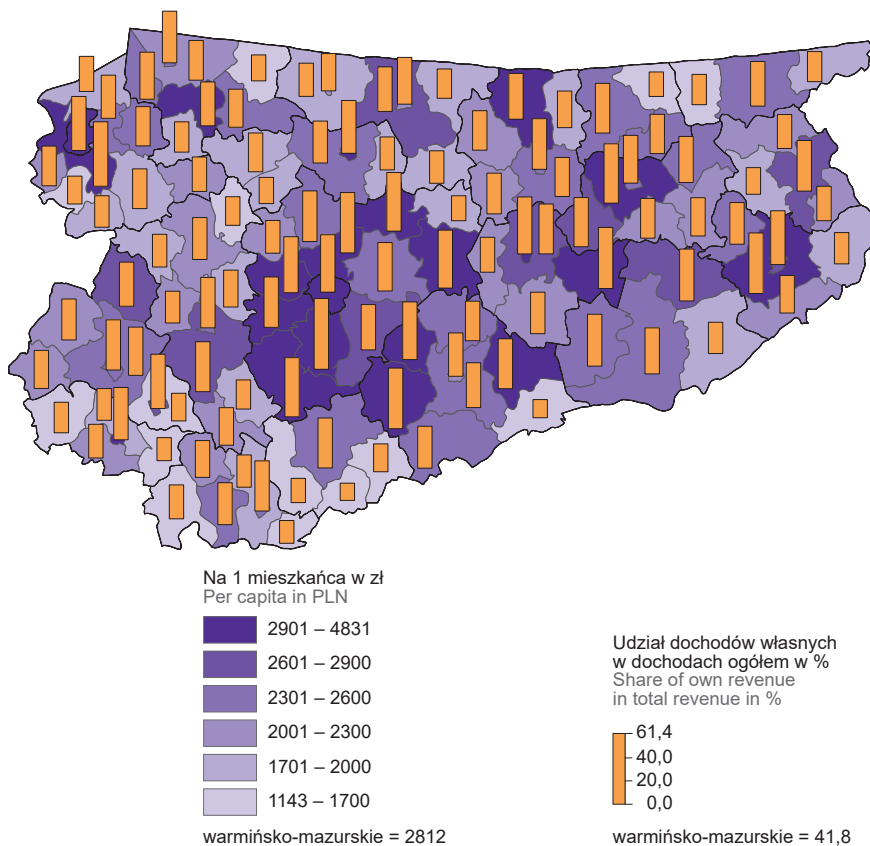 Na 1 mieszkańca w zł
Per capita in PLN
2901 – 4831
2601 – 2900
2301 – 2600
2001 – 2300
1701 – 2000
1143 – 1700
warmińsko-mazurskie = 2812
Udział dochodów własnych
w dochodach ogółem w %
Share of own revenue
in total revenue in %
61,4
40,0
20,0
0,0
warmińsko-mazurskie = 41,8